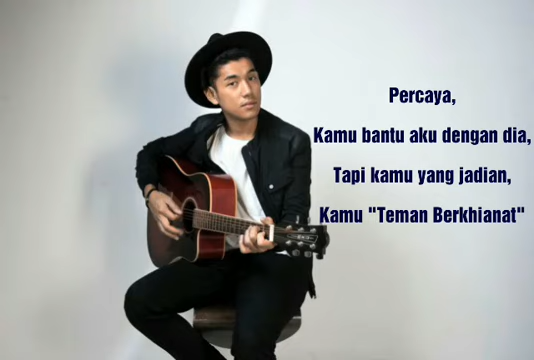 Percaya,
Kamu bantu aku dengan dia,
Tapi kamu yang jadian,
Kamu "Teman Berkhianat"